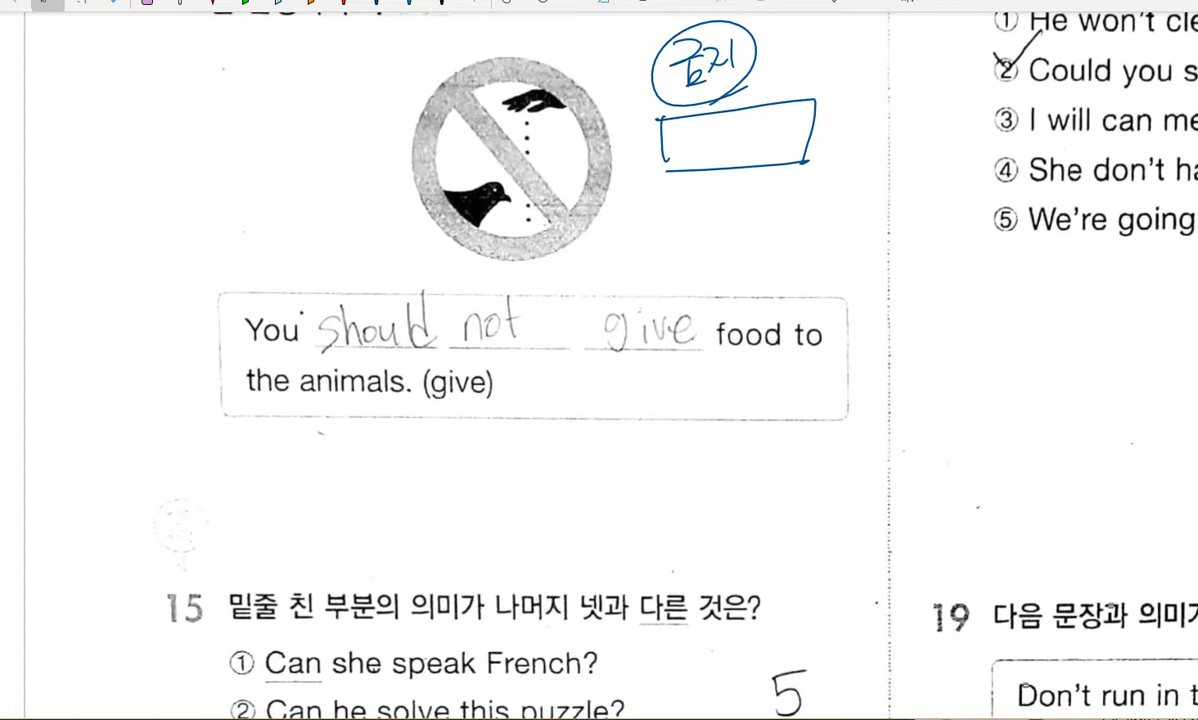 금지
You should not give food to
the animals. (give)
15 밑줄 친 부분의 의미가 나머지 넷과 다른 것은?
① Can she speak French?
② Can he solve this puzzle?
5
① He won't cle
② Could you s
③ I will can me
④ She don't ha
⑤ We're going
19 다음 문장과 의미가
Don't run in t